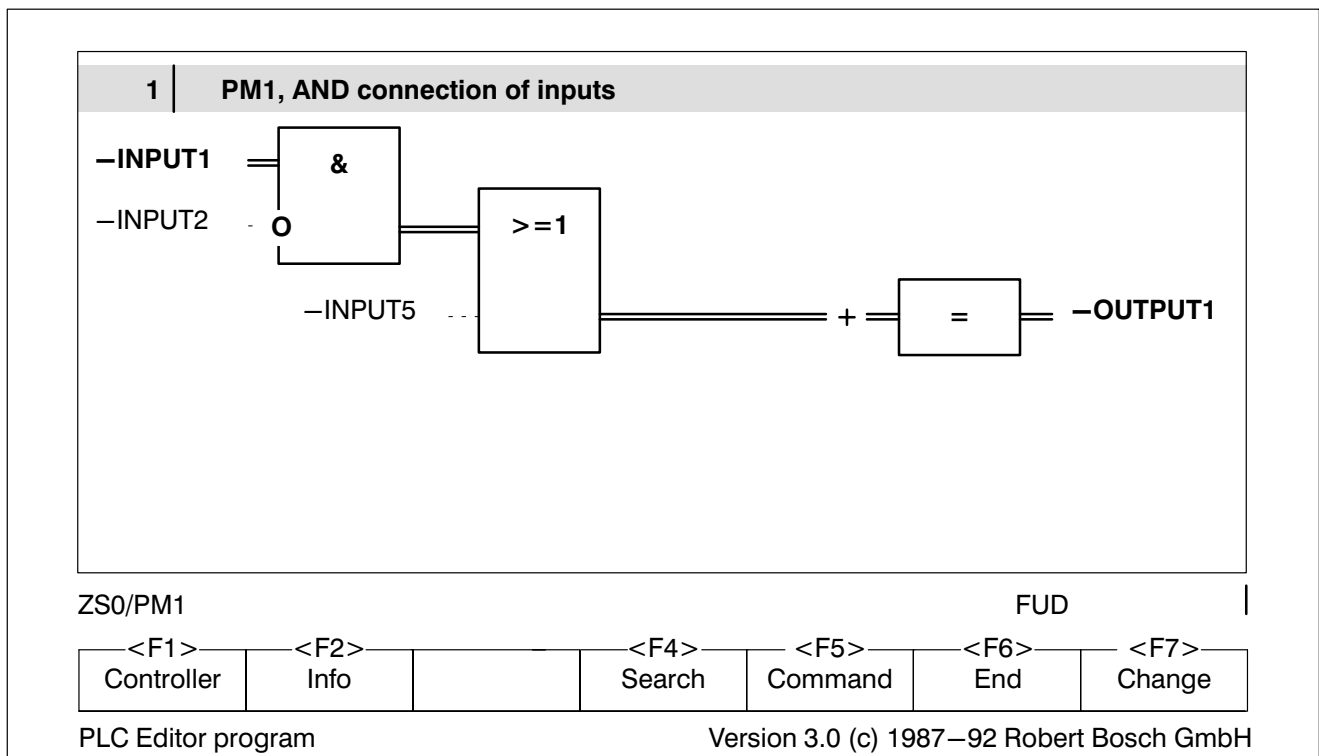 1 PM1, AND connection of inputs
–INPUT1 &
–INPUT2 O >=1
–INPUT5 + = –OUTPUT1
ZS0/PM1 FUD
<F1> <F2> <F4> <F5> <F6> <F7>
Controller Info Search Command End Change
PLC Editor program Version 3.0 (c) 1987–92 Robert Bosch GmbH